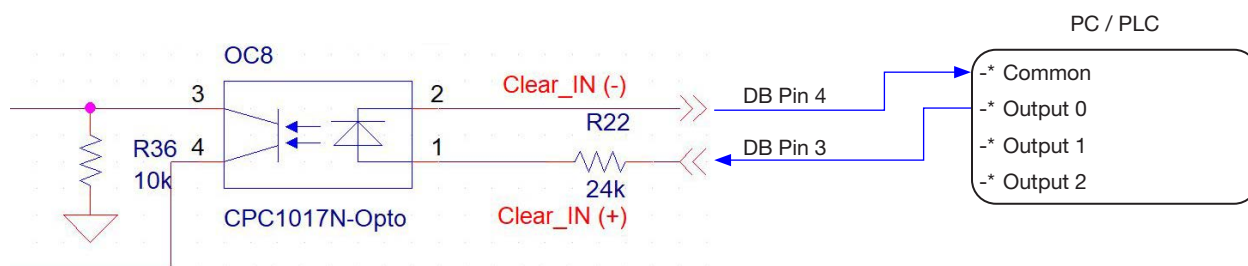 PC / PLC
OC8
Clear_IN (-)
-* Common
3
2
DB Pin 4
-* Output 0
R22
R36
4
1
DB Pin 3
-* Output 1
10k
24k
-* Output 2
CPC1017N-Opto
Clear_IN (+)